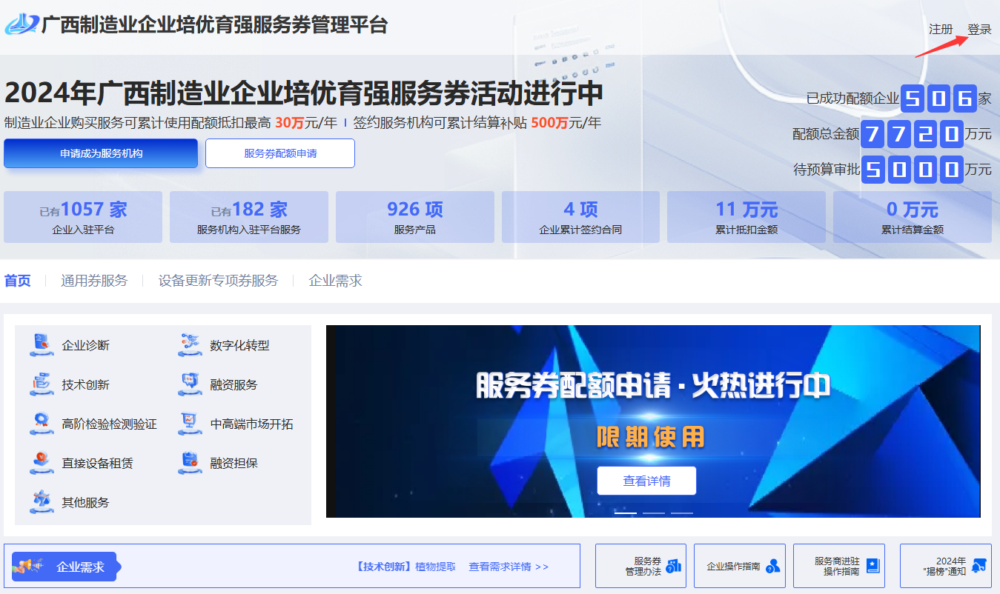 广西制造业企业培优育强服务券管理平台
注册 登录
2024年广西制造业企业培优育强服务券活动进行中
制造业企业购买服务可累计使用配额抵扣最高 30万元/年 | 签约服务机构可累计结算补贴 500万元/年
申请成为服务机构 服务券配额申请
已成功配额企业506家
配额总金额7720万元
待预算审批5000万元
已有1057 家 已有182 家 926 项 4 项 11 万元 0 万元
企业入驻平台 服务机构入驻平台服务 服务产品 企业累计签约合同 累计抵扣金额 累计结算金额
首页 通用券服务 设备更新专项券服务 企业需求
企业诊断 数字化转型
技术创新 融资服务
高阶检验检测验证 中高端市场开拓
直接设备租赁 融资担保
其他服务
服务券配额申请·火热进行中
限期使用
查看详情
企业需求
【技术创新】植物提取 查看需求详情 >>
服务券
管理办法
企业操作指南
服务商进驻
操作指南
2024年
"揭榜"通知